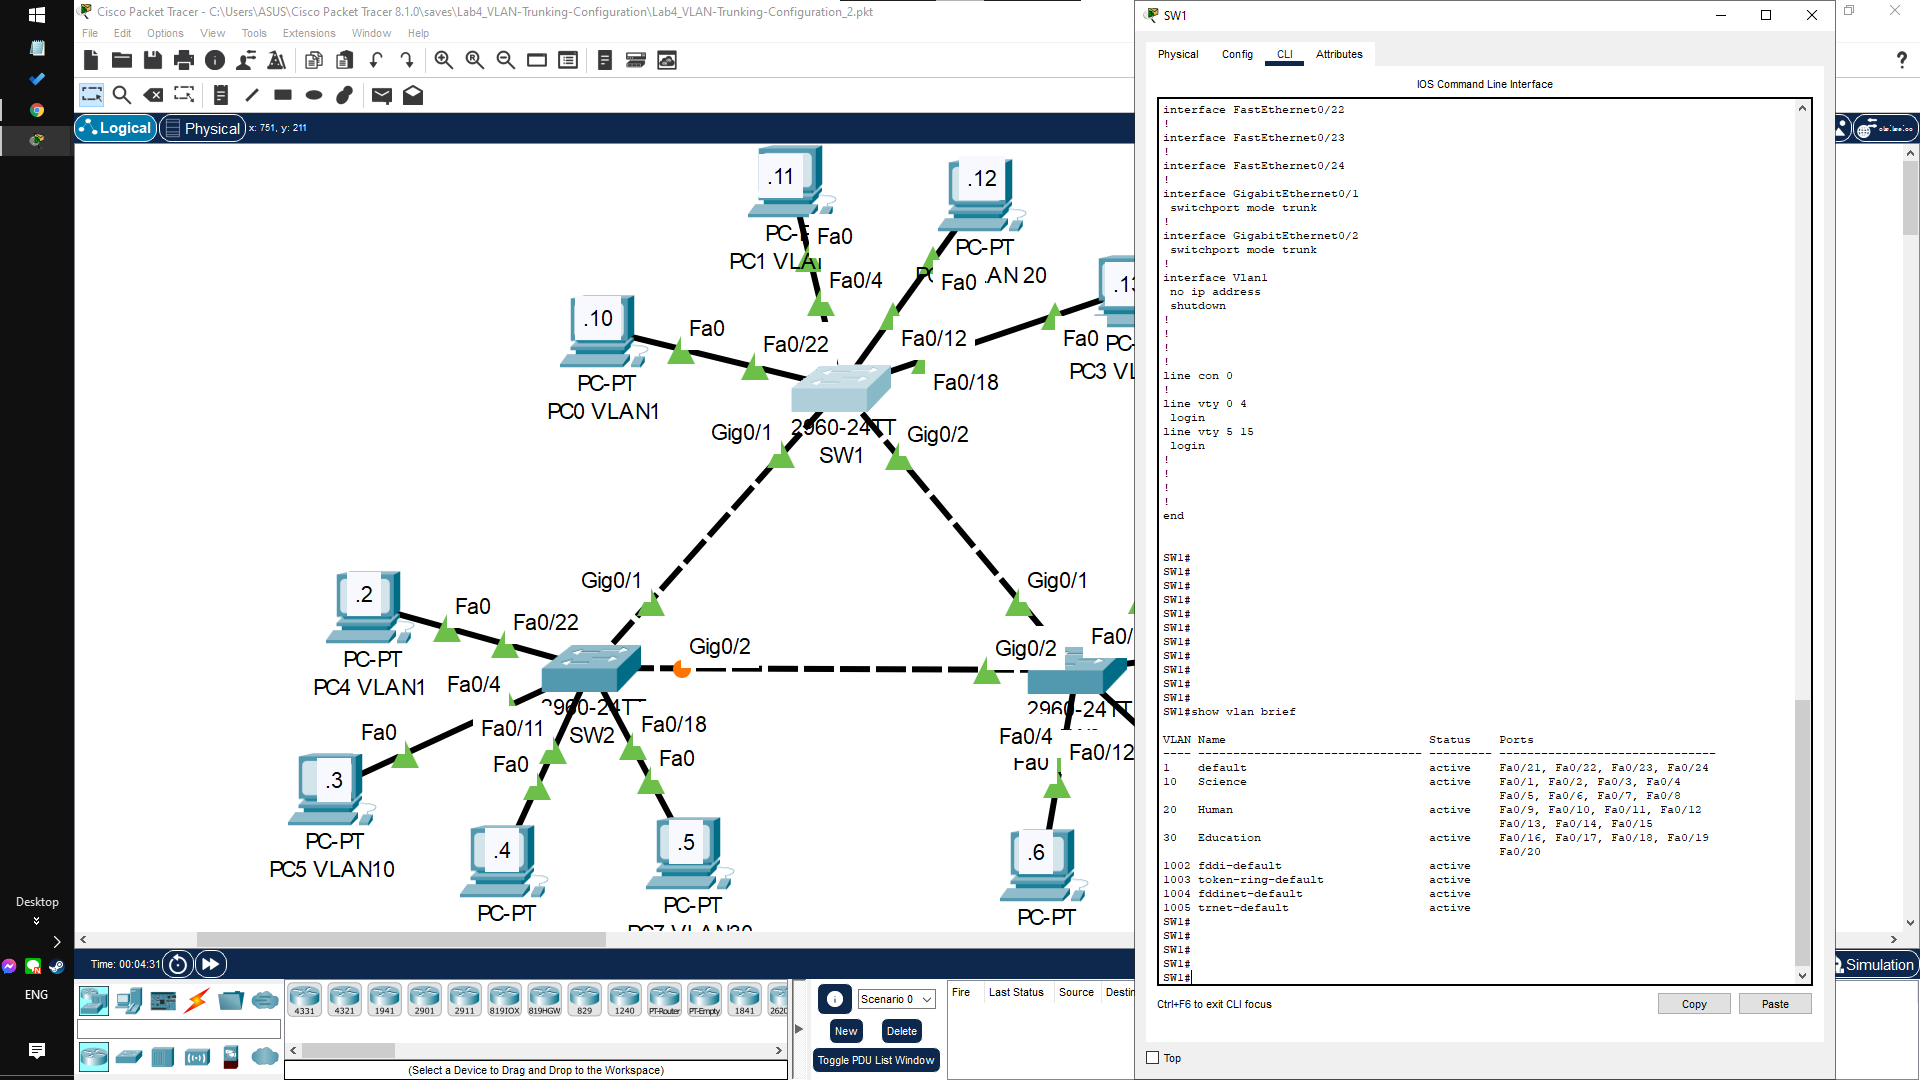 Cisco Packet Tracer - C:\Users\ASUS\Cisco Packet Tracer 8.1.0\saves\Lab4_VLAN-Trunking-Configuration\Lab4_VLAN-Trunking-Configuration_2.pkt
File Edit Options View Tools Extensions Window Help
Logical
Physical
x: 751, y: 211
.11
.12
PC-PT
Fa0
PC1
Fa0/4
Fa0
AN 20
.10
Fa0
Fa0/22
Fa0/12
Fa0
PC3
Fa0/18
PC-PT
PC0 VLAN1
2960-24TT
SW1
Gig0/1
Gig0/2
Gig0/1
Gig0/1
.2
Fa0
Fa0/22
Gig0/2
Gig0/2
Fa0/
PC-PT
PC4 VLAN1
Fa0/4
2960-24TT
SW2
2960-24TT
Fa0
Fa0/11
Fa0/18
Fa0/4
Fa0/12
Fa0
Fa0
Fa0
.3
PC-PT
PC5 VLAN10
.4
.5
.6
PC-PT
PC-PT
PC-PT
Time: 00:04:31
Simulation
4331
4321
1941
2901
2911
819IOX
819HGW
829
1240
PT-Router
PT-Empty
1841
(Select a Device to Drag and Drop to the Workspace)
Scenario 0
New
Delete
Toggle PDU List Window
Fire Last Status Source Destin
Desktop
ENG
SW1
Physical Config CLI Attributes
IOS Command Line Interface
interface FastEthernet0/22
!
interface FastEthernet0/23
!
interface FastEthernet0/24
!
interface GigabitEthernet0/1
switchport mode trunk
!
interface GigabitEthernet0/2
switchport mode trunk
!
interface Vlan1
no ip address
shutdown
!
!
!
!
line con 0
!
line vty 0 4
login
line vty 5 15
login
!
!
!
!
end
SW1#
SW1#
SW1#
SW1#
SW1#
SW1#
SW1#
SW1#
SW1#
SW1#
SW1#
SW1#show vlan brief
VLAN Name Status Ports
---- -------------------------------- --------- -------------------------------
1 default active Fa0/21, Fa0/22, Fa0/23, Fa0/24
10 Science active Fa0/1, Fa0/2, Fa0/3, Fa0/4
Fa0/5, Fa0/6, Fa0/7, Fa0/8
20 Human active Fa0/9, Fa0/10, Fa0/11, Fa0/12
Fa0/13, Fa0/14, Fa0/15
30 Education active Fa0/16, Fa0/17, Fa0/18, Fa0/19
Fa0/20
1002 fddi-default active
1003 token-ring-default active
1004 fddinet-default active
1005 trnet-default active
SW1#
SW1#
SW1#
SW1#
SW1#
Ctrl+F6 to exit CLI focus
Copy
Paste
Top